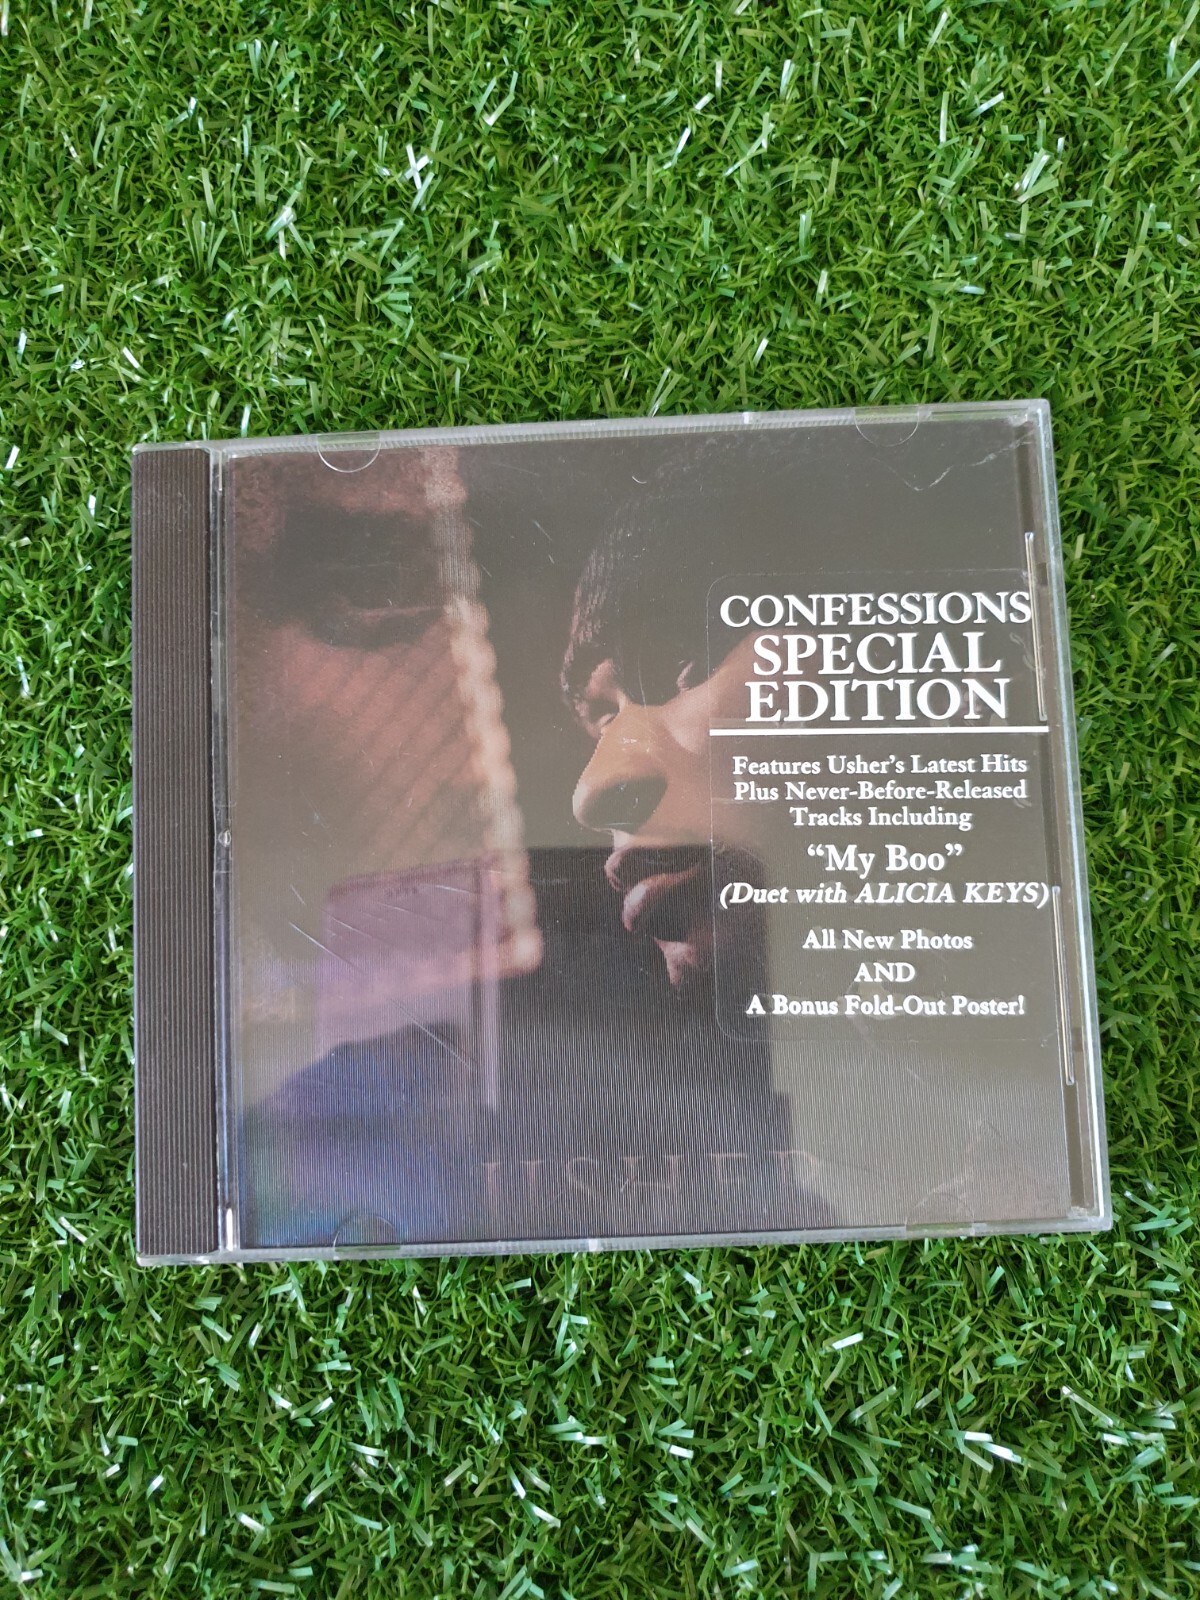 CONFESSIONS
SPECIAL
EDITION
Features Usher's Latest Hits
Plus Never-Before-Released
Tracks Including
“My Boo”
(Duet with ALICIA KEYS)
All New Photos
AND
A Bonus Fold-Out Poster!
USHER